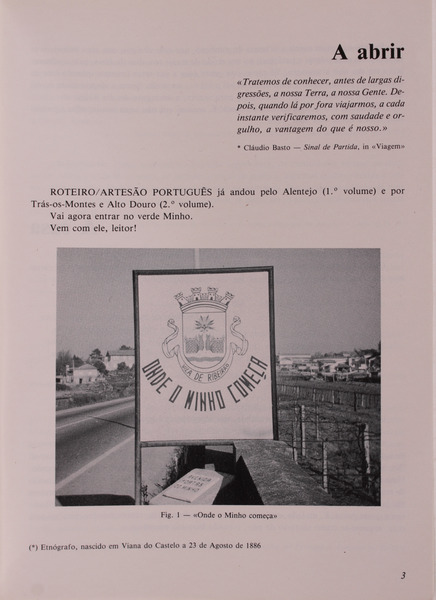 A abrir
«Tratemos de conhecer, antes de largas di-
gressões, a nossa Terra, a nossa Gente. De-
pois, quando lá por fora viajarmos, a cada
instante verificaremos, com saudade e or-
gulho, a vantagem do que é nosso.»
* Cláudio Basto — Sinal de Partida, in «Viagem»
ROTEIRO/ARTESÃO PORTUGUÊS já andou pelo Alentejo (1.° volume) e por
Trás-os-Montes e Alto Douro (2.° volume).
Vai agora entrar no verde Minho.
Vem com ele, leitor!
VILA DE RIBEIRÃO
ONDE O MINHO COMEÇA
Fig. 1 — «Onde o Minho começa»
(*) Etnógrafo, nascido em Viana do Castelo a 23 de Agosto de 1886
3